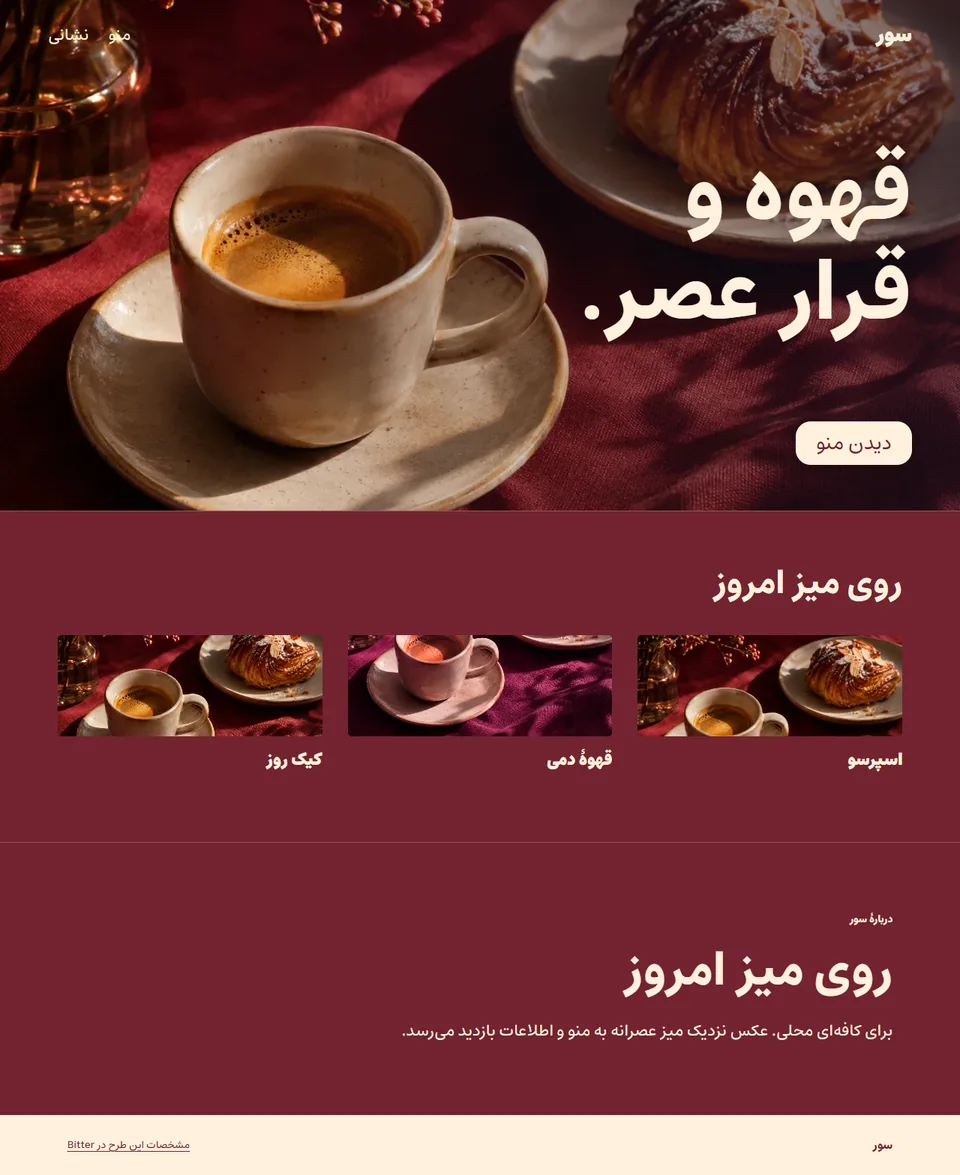 سور
منو
نشانی
قهوه و
قرار عصر.
دیدن منو
روی میز امروز
اسپرسو
قهوهٔ دمی
کیک روز
دربارهٔ سور
روی میز امروز
برای کافه‌ای محلی. عکس نزدیک میز عصرانه به منو و اطلاعات بازدید می‌رسد.
سور
مشخصات این طرح در Bitter